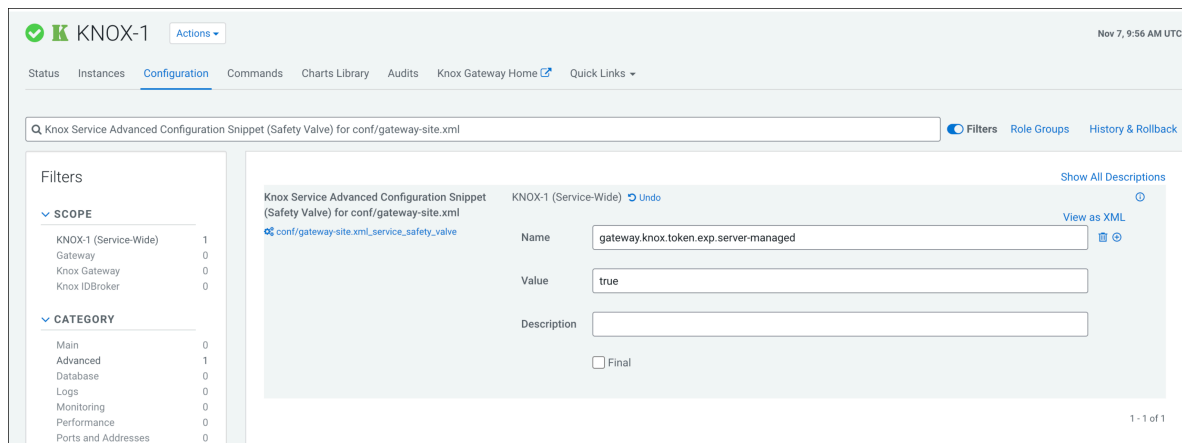 KNOX-1 Actions
Nov 7, 9:56 AM UTC
Status Instances Configuration Commands Charts Library Audits Knox Gateway Home Quick Links
Knox Service Advanced Configuration Snippet (Safety Valve) for conf/gateway-site.xml
Filters Role Groups History & Rollback
Filters
SCOPE
KNOX-1 (Service-Wide) 1
Gateway 0
Knox Gateway 0
Knox IDBroker 0
CATEGORY
Main 0
Advanced 1
Database 0
Logs 0
Monitoring 0
Performance 0
Ports and Addresses 0
Show All Descriptions
Knox Service Advanced Configuration Snippet
(Safety Valve) for conf/gateway-site.xml
conf/gateway-site.xml_service_safety_valve
KNOX-1 (Service-Wide) Undo
View as XML
Name gateway.knox.token.exp.server-managed
Value true
Description
Final
1 - 1 of 1